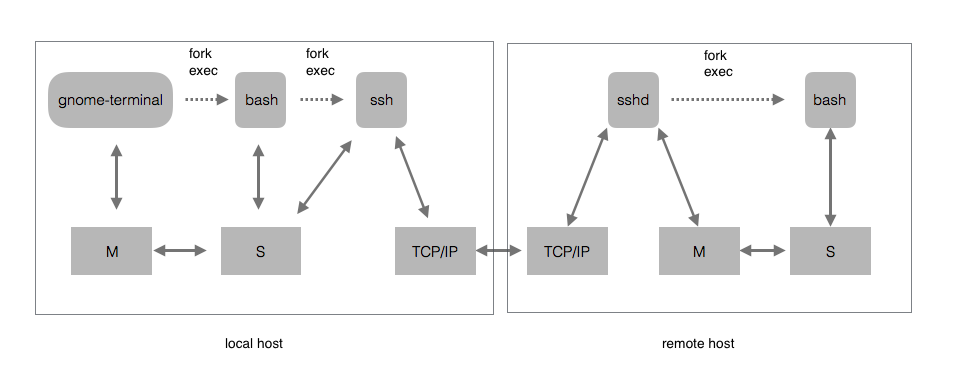 fork
exec
fork
exec
fork
exec
gnome-terminal
bash
ssh
sshd
bash
M
S
TCP/IP
TCP/IP
M
S
local host
remote host